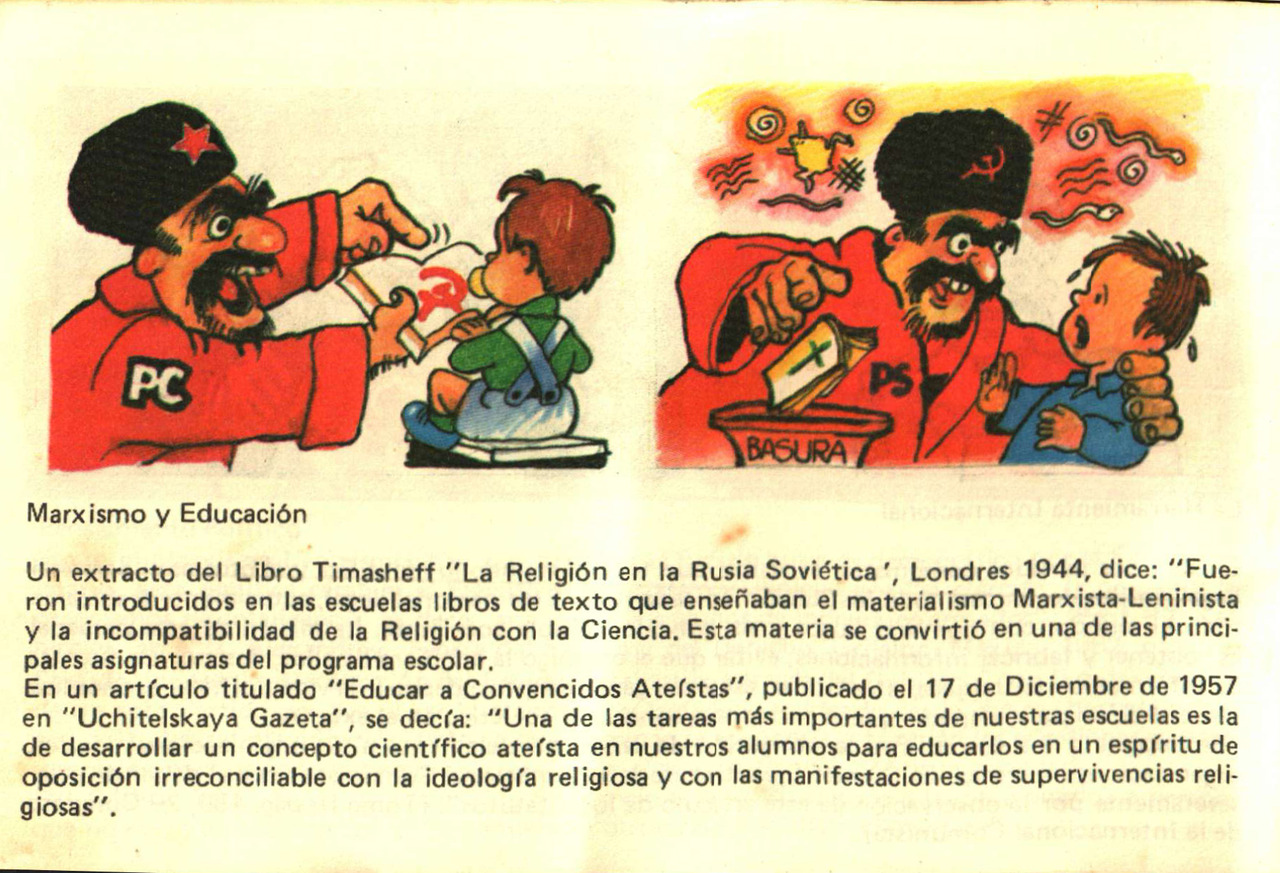 PC
PS
BASURA
Marxismo y Educación
Un extracto del Libro Timasheff "La Religión en la Rusia Soviética', Londres 1944, dice: "Fue-
ron introducidos en las escuelas libros de texto que enseñaban el materialismo Marxista-Leninista
y la incompatibilidad de la Religión con la Ciencia. Esta materia se convirtió en una de las princi-
pales asignaturas del programa escolar.
En un artículo titulado "Educar a Convencidos Ateístas", publicado el 17 de Diciembre de 1957
en "Uchitelskaya Gazeta", se decía: "Una de las tareas más importantes de nuestras escuelas es la
de desarrollar un concepto científico ateísta en nuestros alumnos para educarlos en un espíritu de
oposición irreconciliable con la ideología religiosa y con las manifestaciones de supervivencias reli-
giosas".